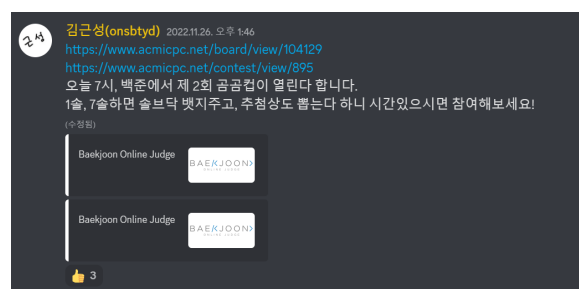 근성
김근성(onsbtyd) 2022.11.26. 오후 1:46
https://www.acmicpc.net/board/view/104129
https://www.acmicpc.net/contest/view/895
오늘 7시, 백준에서 제 2회 곰곰컵이 열린다 합니다.
1솔, 7솔하면 솔브닥 뱃지주고, 추첨상도 뽑는다 하니 시간있으시면 참여해보세요!
(수정됨)
Baekjoon Online Judge
BAEKJOON>
ONLINE JUDGE
Baekjoon Online Judge
BAEKJOON>
ONLINE JUDGE
3